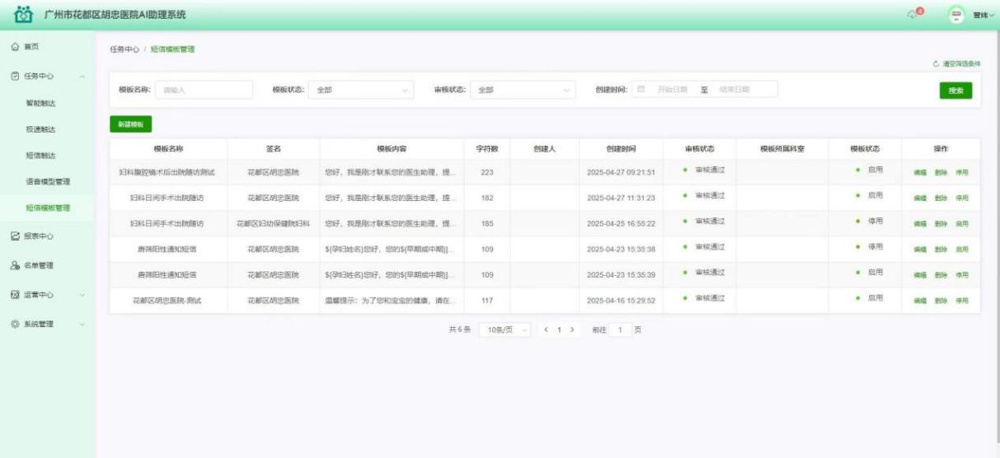 广州市花都区胡忠医院AI助理系统
4
管炜
首页
任务中心
智能触达
极速触达
短信触达
语音模型管理
短信模板管理
报表中心
名单管理
运营中心
系统管理
任务中心 / 短信模板管理
清空筛选条件
模板名称: 请输入 模板状态: 全部 审核状态: 全部 创建时间: 开始日期 至 结束日期 搜索
新建模板
模板名称 签名 模板内容 字符数 创建人 创建时间 审核状态 模板所属科室 模板状态 操作
妇科腹腔镜术后出院随访测试 花都区胡忠医院 您好，我是刚才联系您的医生助理，提... 223 2025-04-27 09:21:51 审核通过 启用 编辑 删除 停用
妇科日间手术出院随访 花都区胡忠医院 您好，我是刚才联系您的医生助理，提... 182 2025-04-27 11:31:23 审核通过 启用 编辑 删除 停用
妇科日间手术出院随访 花都区妇幼保健院妇科 您好，我是刚才联系您的医生助理，提... 185 2025-04-25 16:55:22 审核通过 停用 编辑 删除 启用
唐筛阳性通知短信 花都区胡忠医院 ${孕妇姓名}您好，您的${早期或中期}... 109 2025-04-23 15:35:38 审核通过 停用 编辑 删除 启用
唐筛阳性通知短信 花都区胡忠医院 ${孕妇姓名}您好，您的${早期或中期}... 109 2025-04-23 15:35:39 审核通过 启用 编辑 删除 停用
花都区胡忠医院-测试 花都区胡忠医院 温馨提示：为了您和宝宝的健康，请在... 117 2025-04-16 15:29:52 审核通过 启用 编辑 删除 停用
共 6 条 10条/页 < 1 > 前往 1 页